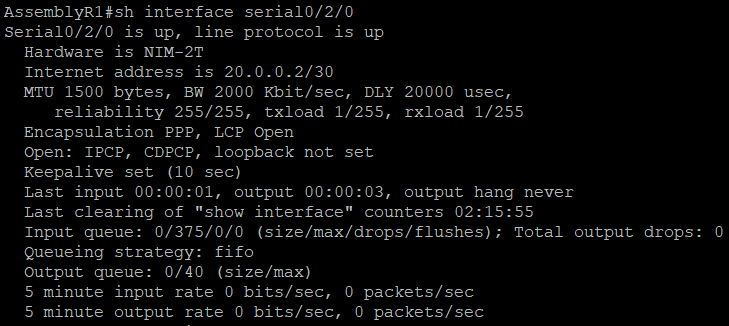 AssemblyR1#sh interface serial0/2/0
Serial0/2/0 is up, line protocol is up
  Hardware is NIM-2T
  Internet address is 20.0.0.2/30
  MTU 1500 bytes, BW 2000 Kbit/sec, DLY 20000 usec,
     reliability 255/255, txload 1/255, rxload 1/255
  Encapsulation PPP, LCP Open
  Open: IPCP, CDPCP, loopback not set
  Keepalive set (10 sec)
  Last input 00:00:01, output 00:00:03, output hang never
  Last clearing of "show interface" counters 02:15:55
  Input queue: 0/375/0/0 (size/max/drops/flushes); Total output drops: 0
  Queueing strategy: fifo
  Output queue: 0/40 (size/max)
  5 minute input rate 0 bits/sec, 0 packets/sec
  5 minute output rate 0 bits/sec, 0 packets/sec